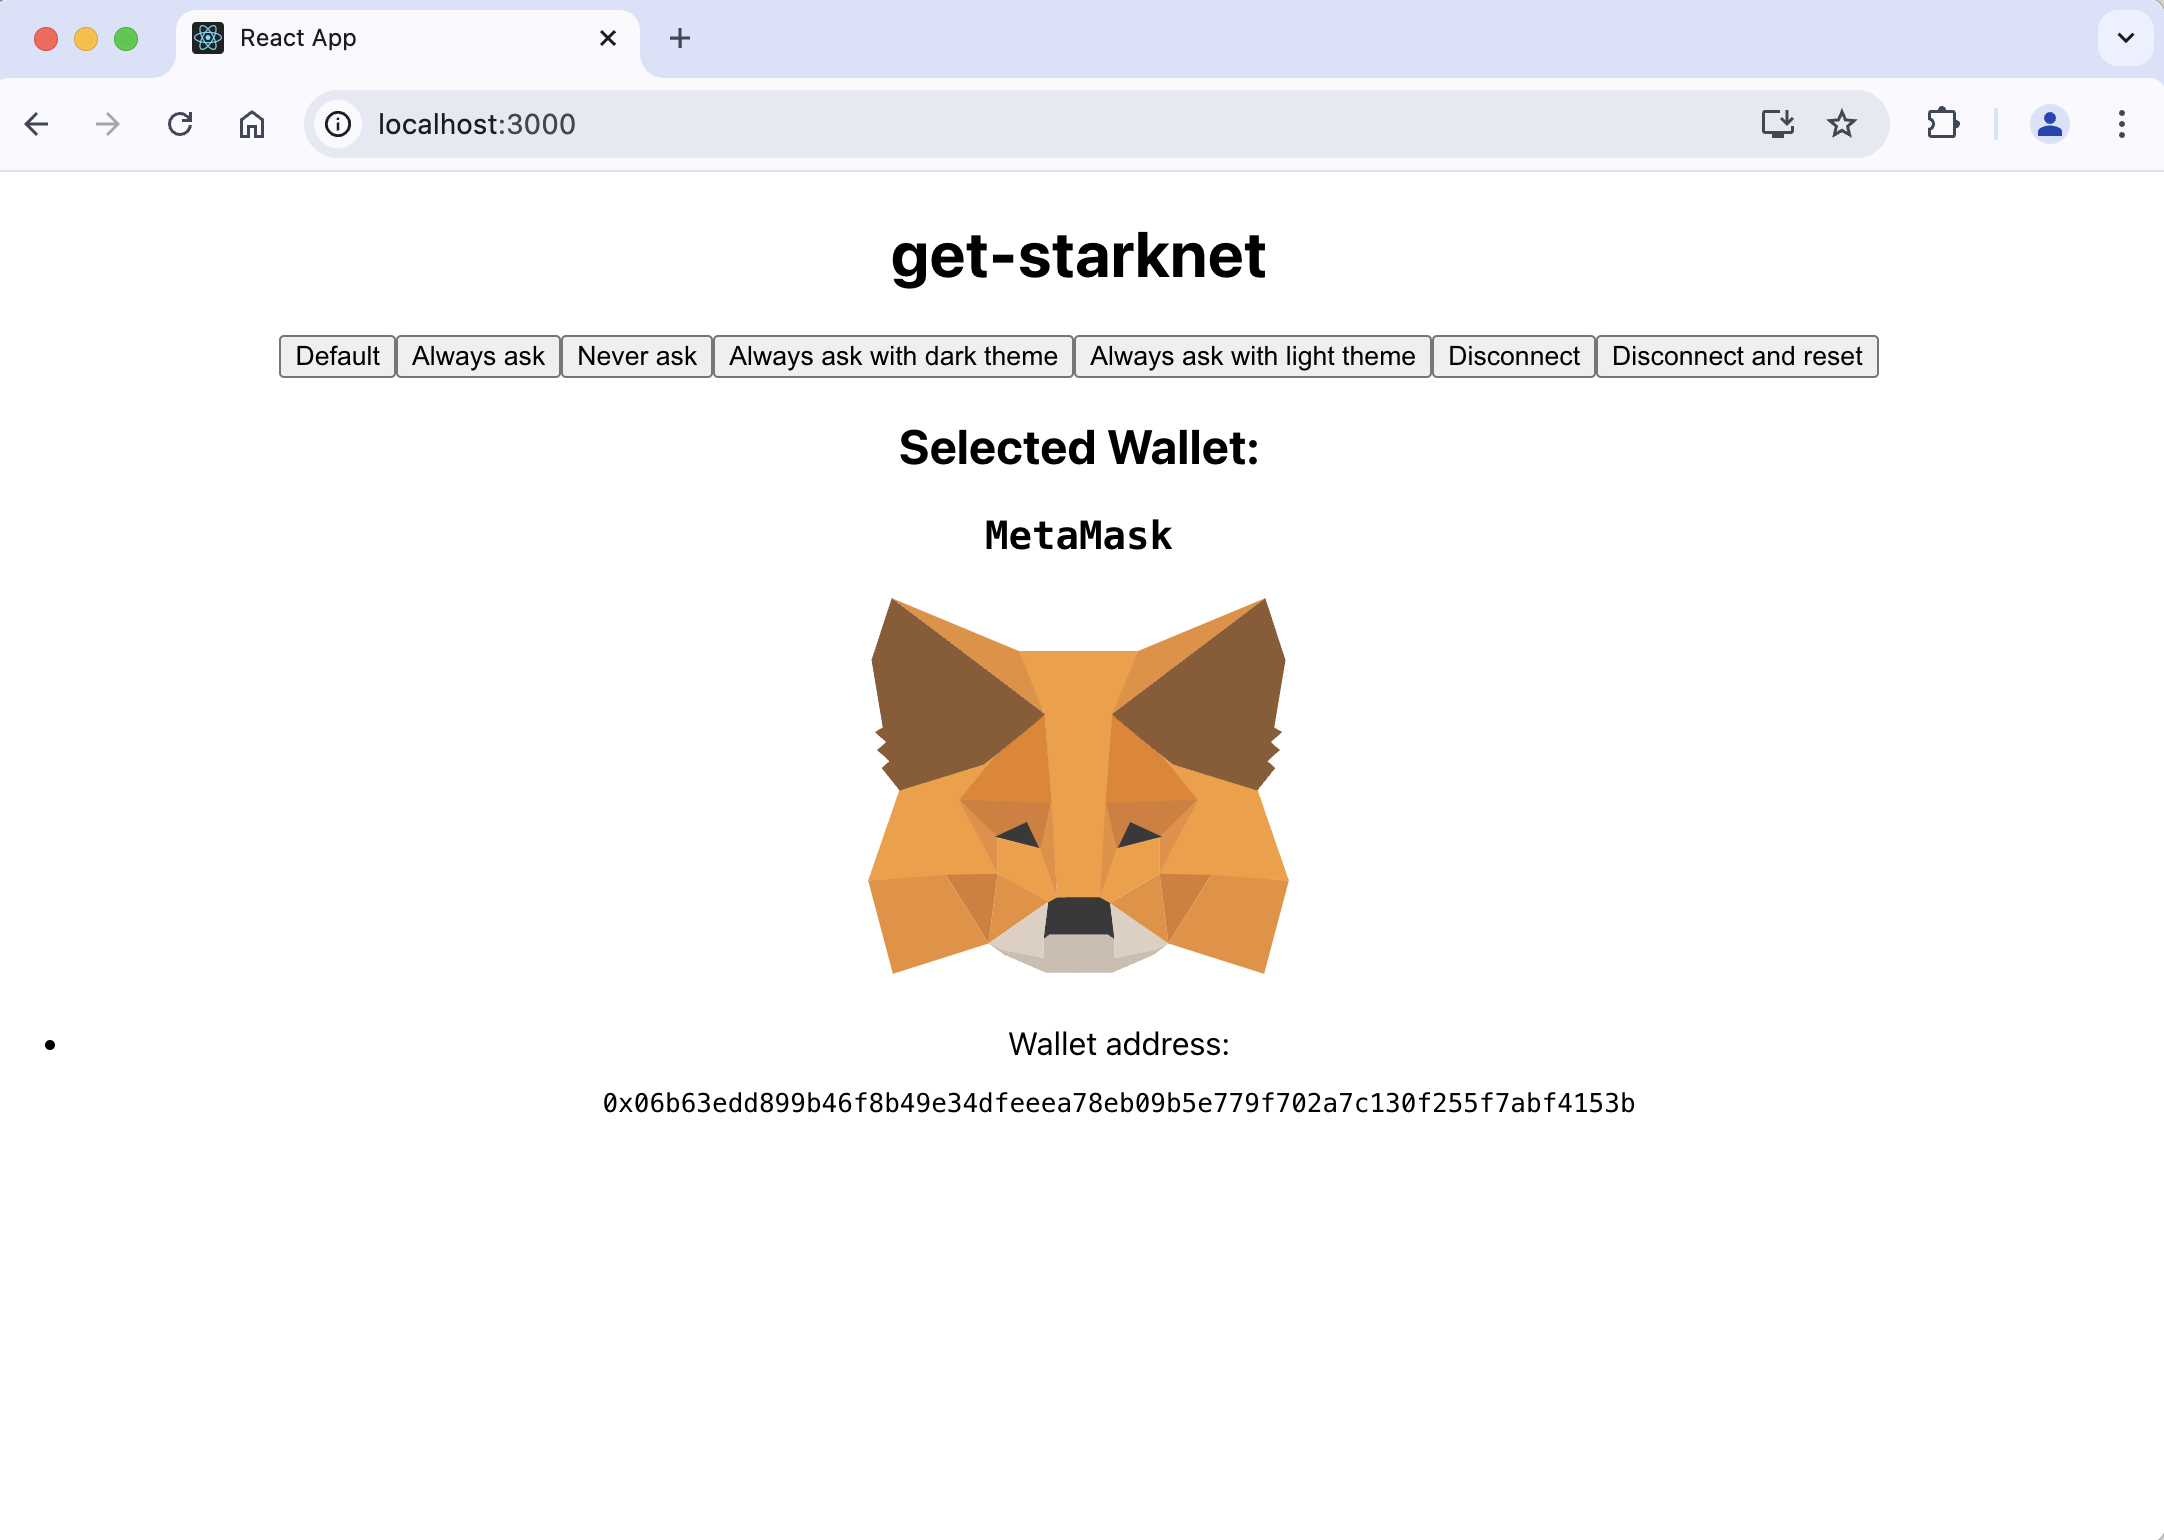 React App
localhost:3000
get-starknet
Default Always ask Never ask Always ask with dark theme Always ask with light theme Disconnect Disconnect and reset
Selected Wallet:
MetaMask
• Wallet address:
0x06b63edd899b46f8b49e34dfeeea78eb09b5e779f702a7c130f255f7abf4153b